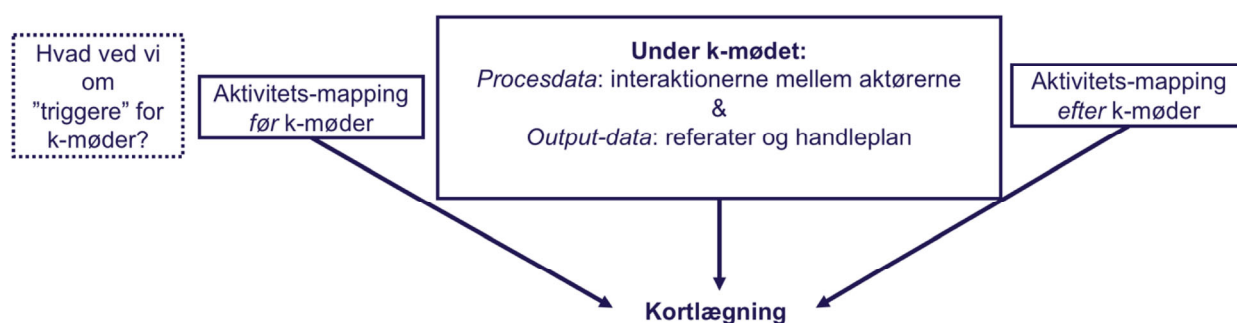 Hvad ved vi
om
”triggere” for
k-møder?
Aktivitets-mapping
før k-møder
Under k-mødet:
Procesdata: interaktionerne mellem aktørerne
&
Output-data: referater og handleplan
Aktivitets-mapping
efter k-møder
Kortlægning